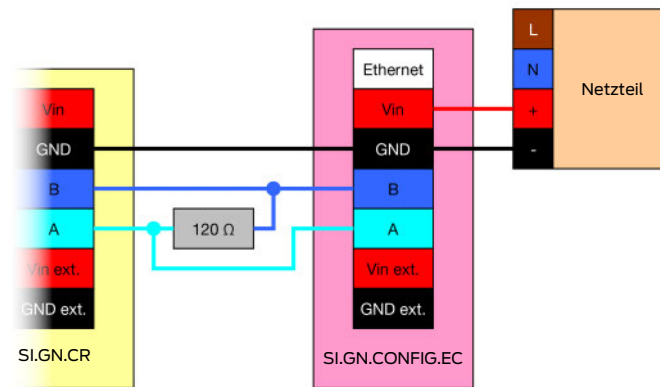 L
N
+
-
Netzteil
Ethernet
Vin
GND
B
A
Vin ext.
GND ext.
SI.GN.CONFIG.EC
Vin
GND
B
A
Vin ext.
GND ext.
SI.GN.CR
120 Ω